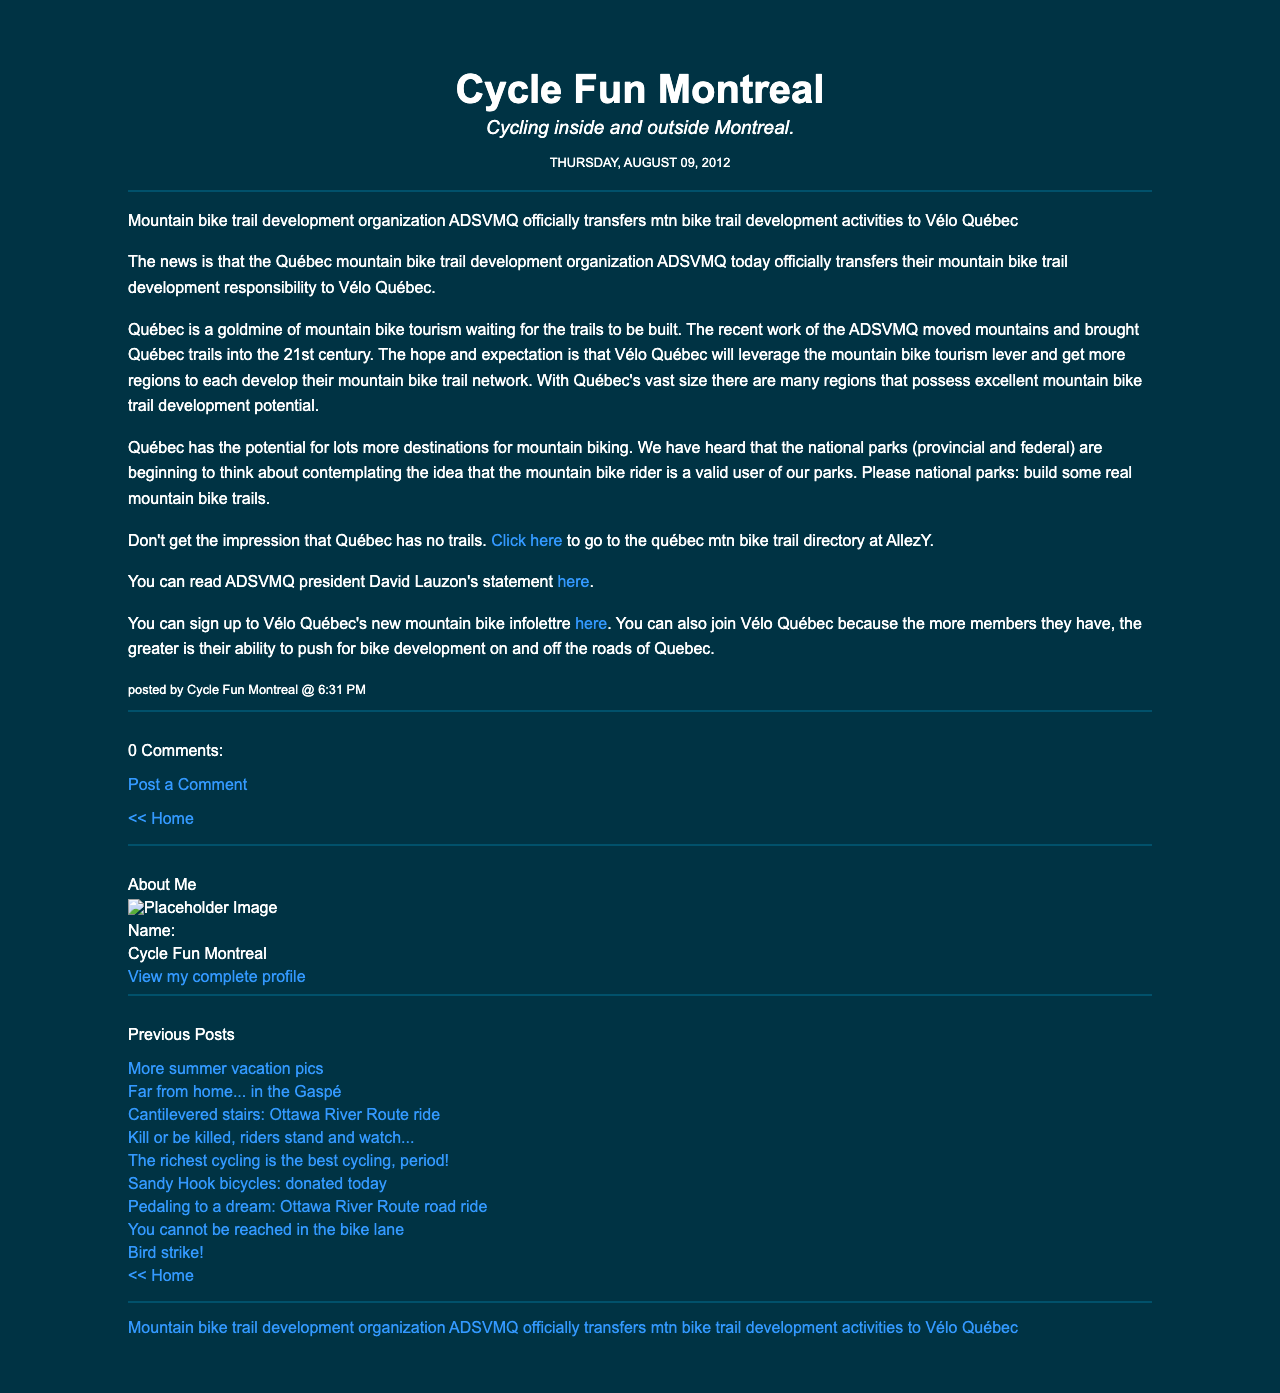 Cycle Fun Montreal
Cycling inside and outside Montreal.
THURSDAY, AUGUST 09, 2012
Mountain bike trail development organization ADSVMQ officially transfers mtn bike trail development activities to Vélo Québec
The news is that the Québec mountain bike trail development organization ADSVMQ today officially transfers their mountain bike trail
development responsibility to Vélo Québec.
Québec is a goldmine of mountain bike tourism waiting for the trails to be built. The recent work of the ADSVMQ moved mountains and brought
Québec trails into the 21st century. The hope and expectation is that Vélo Québec will leverage the mountain bike tourism lever and get more
regions to each develop their mountain bike trail network. With Québec's vast size there are many regions that possess excellent mountain bike
trail development potential.
Québec has the potential for lots more destinations for mountain biking. We have heard that the national parks (provincial and federal) are
beginning to think about contemplating the idea that the mountain bike rider is a valid user of our parks. Please national parks: build some real
mountain bike trails.
Don't get the impression that Québec has no trails. Click here to go to the québec mtn bike trail directory at AllezY.
You can read ADSVMQ president David Lauzon's statement here.
You can sign up to Vélo Québec's new mountain bike infolettre here. You can also join Vélo Québec because the more members they have, the
greater is their ability to push for bike development on and off the roads of Quebec.
posted by Cycle Fun Montreal @ 6:31 PM
0 Comments:
Post a Comment
<< Home
About Me
Placeholder Image
Name:
Cycle Fun Montreal
View my complete profile
Previous Posts
More summer vacation pics
Far from home... in the Gaspé
Cantilevered stairs: Ottawa River Route ride
Kill or be killed, riders stand and watch...
The richest cycling is the best cycling, period!
Sandy Hook bicycles: donated today
Pedaling to a dream: Ottawa River Route road ride
You cannot be reached in the bike lane
Bird strike!
<< Home
Mountain bike trail development organization ADSVMQ officially transfers mtn bike trail development activities to Vélo Québec